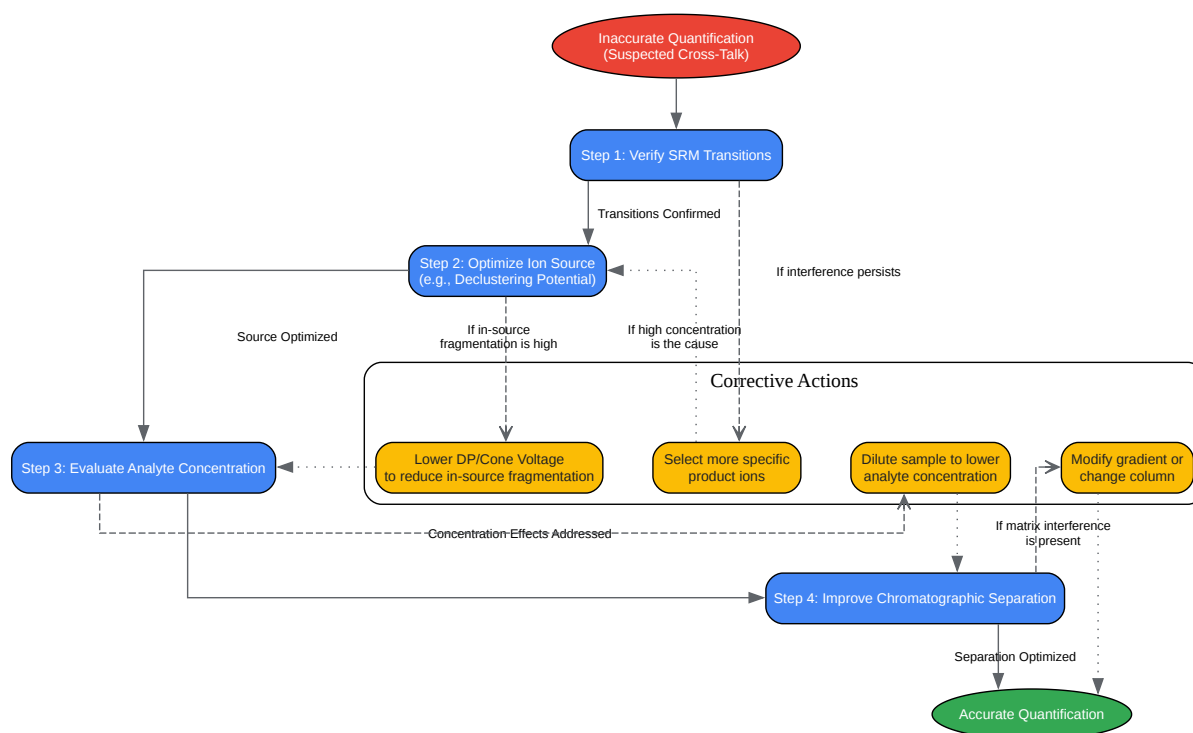 Inaccurate Quantification
(Suspected Cross-Talk)
Step 1: Verify SRM Transitions
Transitions Confirmed
Step 2: Optimize Ion Source
(e.g., Declustering Potential)
If interference persists
Source Optimized
If in-source
fragmentation is high
If high concentration
is the cause
Corrective Actions
Step 3: Evaluate Analyte Concentration
Lower DP/Cone Voltage
to reduce in-source fragmentation
Select more specific
product ions
Dilute sample to lower
analyte concentration
Modify gradient or
change column
Concentration Effects Addressed
If matrix interference
is present
Step 4: Improve Chromatographic Separation
Separation Optimized
Accurate Quantification